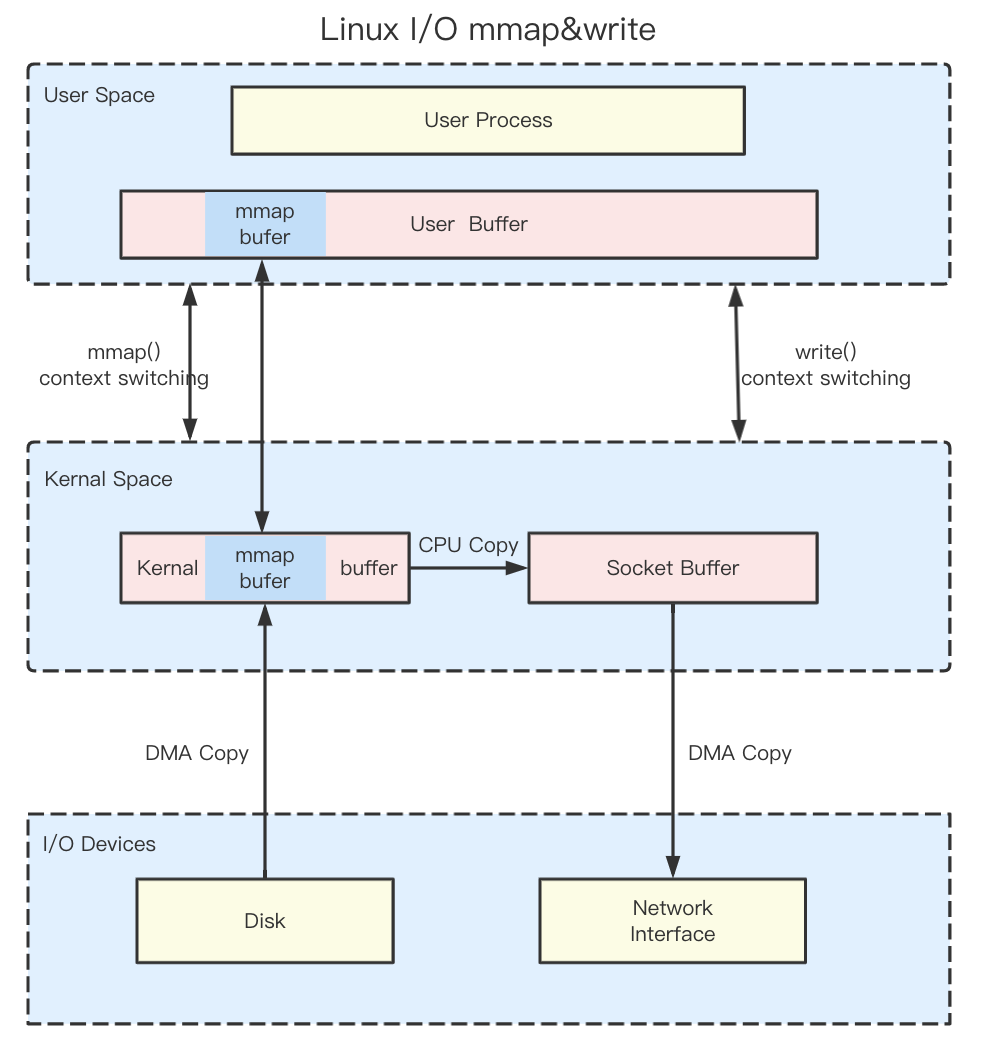 Linux I/O mmap&write
User Space
User Process
mmap
bufer
User Buffer
mmap()
context switching
write()
context switching
Kernal Space
Kernal
mmap
bufer
buffer
CPU Copy
Socket Buffer
DMA Copy
DMA Copy
I/O Devices
Disk
Network
Interface